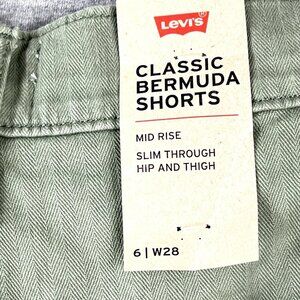 Levi's
CLASSIC
BERMUDA
SHORTS
MID RISE
SLIM THROUGH
HIP AND THIGH
6 | W28